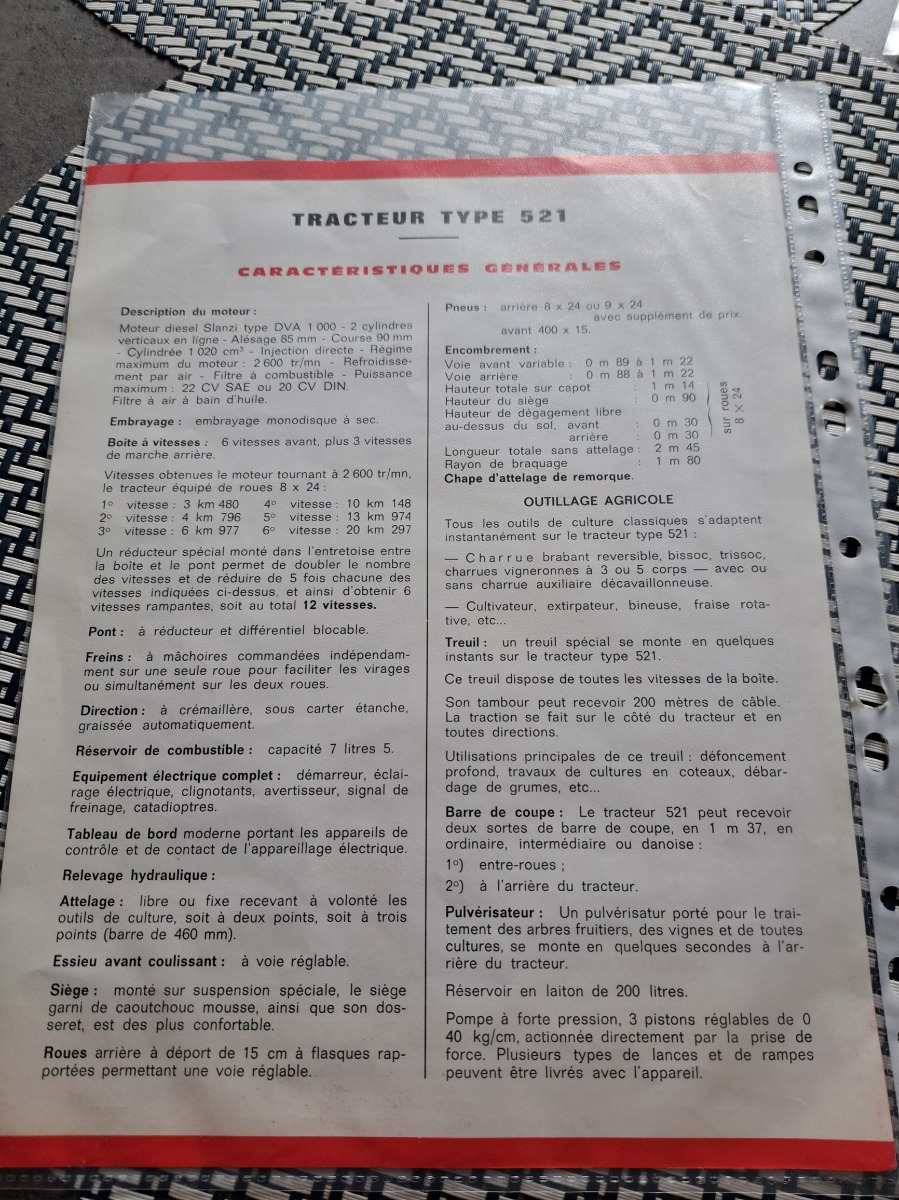 TRACTEUR TYPE 521
CARACTÉRISTIQUES GÉNÉRALES
Description du moteur :
Moteur diesel Slanzi type DVA 1 000 - 2 cylindres
verticaux en ligne - Alésage 85 mm - Course 90 mm
- Cylindrée 1 020 cm³ - Injection directe - Régime
maximum du moteur : 2 600 tr/mn - Refroidisse-
ment par air - Filtre à combustible - Puissance
maximum : 22 CV SAE ou 20 CV DIN.
Filtre à air à bain d'huile.
Embrayage : embrayage monodisque à sec.
Boîte à vitesses : 6 vitesses avant, plus 3 vitesses
de marche arrière.
Vitesses obtenues le moteur tournant à 2 600 tr/mn,
le tracteur équipé de roues 8 x 24 :
1º vitesse : 3 km 480 4º vitesse : 10 km 148
2º vitesse : 4 km 796 5º vitesse : 13 km 974
3º vitesse : 6 km 977 6º vitesse : 20 km 297
Un réducteur spécial monté dans l'entretoise entre
la boîte et le pont permet de doubler le nombre
des vitesses et de réduire de 5 fois chacune des
vitesses indiquées ci-dessus, et ainsi d'obtenir 6
vitesses rampantes, soit au total 12 vitesses.
Pont : à réducteur et différentiel blocable.
Freins : à mâchoires commandées indépendam-
ment sur une seule roue pour faciliter les virages
ou simultanément sur les deux roues.
Direction : à crémaillère, sous carter étanche,
graissée automatiquement.
Réservoir de combustible : capacité 7 litres 5.
Equipement électrique complet : démarreur, éclai-
rage électrique, clignotants, avertisseur, signal de
freinage, catadioptres.
Tableau de bord moderne portant les appareils de
contrôle et de contact de l'appareillage électrique.
Relevage hydraulique :
Attelage : libre ou fixe recevant à volonté les
outils de culture, soit à deux points, soit à trois
points (barre de 460 mm).
Essieu avant coulissant : à voie réglable.
Siège : monté sur suspension spéciale, le siège
garni de caoutchouc mousse, ainsi que son dos-
seret, est des plus confortable.
Roues arrière à déport de 15 cm à flasques rap-
portées permettant une voie réglable.
Pneus : arrière 8 x 24 ou 9 x 24
avec supplément de prix.
avant 400 x 15.
Encombrement :
Voie avant variable : 0 m 89 à 1 m 22
Voie arrière : 0 m 88 à 1 m 22
Hauteur totale sur capot : 1 m 14
Hauteur du siège : 0 m 90
Hauteur de dégagement libre
au-dessus du sol, avant : 0 m 30
arrière : 0 m 30
Longueur totale sans attelage : 2 m 45
Rayon de braquage : 1 m 80
sur roues
8 X 24
Chape d'attelage de remorque.
OUTILLAGE AGRICOLE
Tous les outils de culture classiques s'adaptent
instantanément sur le tracteur type 521 :
— Charrue brabant reversible, bissoc, trissoc,
charrues vigneronnes à 3 ou 5 corps — avec ou
sans charrue auxiliaire décavaillonneuse.
— Cultivateur, extirpateur, bineuse, fraise rota-
tive, etc...
Treuil : un treuil spécial se monte en quelques
instants sur le tracteur type 521.
Ce treuil dispose de toutes les vitesses de la boîte.
Son tambour peut recevoir 200 mètres de câble.
La traction se fait sur le côté du tracteur et en
toutes directions.
Utilisations principales de ce treuil : défoncement
profond, travaux de cultures en coteaux, débar-
dage de grumes, etc...
Barre de coupe : Le tracteur 521 peut recevoir
deux sortes de barre de coupe, en 1 m 37, en
ordinaire, intermédiaire ou danoise :
1º) entre-roues ;
2º) à l'arrière du tracteur.
Pulvérisateur : Un pulvérisatur porté pour le trai-
tement des arbres fruitiers, des vignes et de toutes
cultures, se monte en quelques secondes à l'ar-
rière du tracteur.
Réservoir en laiton de 200 litres.
Pompe à forte pression, 3 pistons réglables de 0
40 kg/cm, actionnée directement par la prise de
force. Plusieurs types de lances et de rampes
peuvent être livrés avec l'appareil.